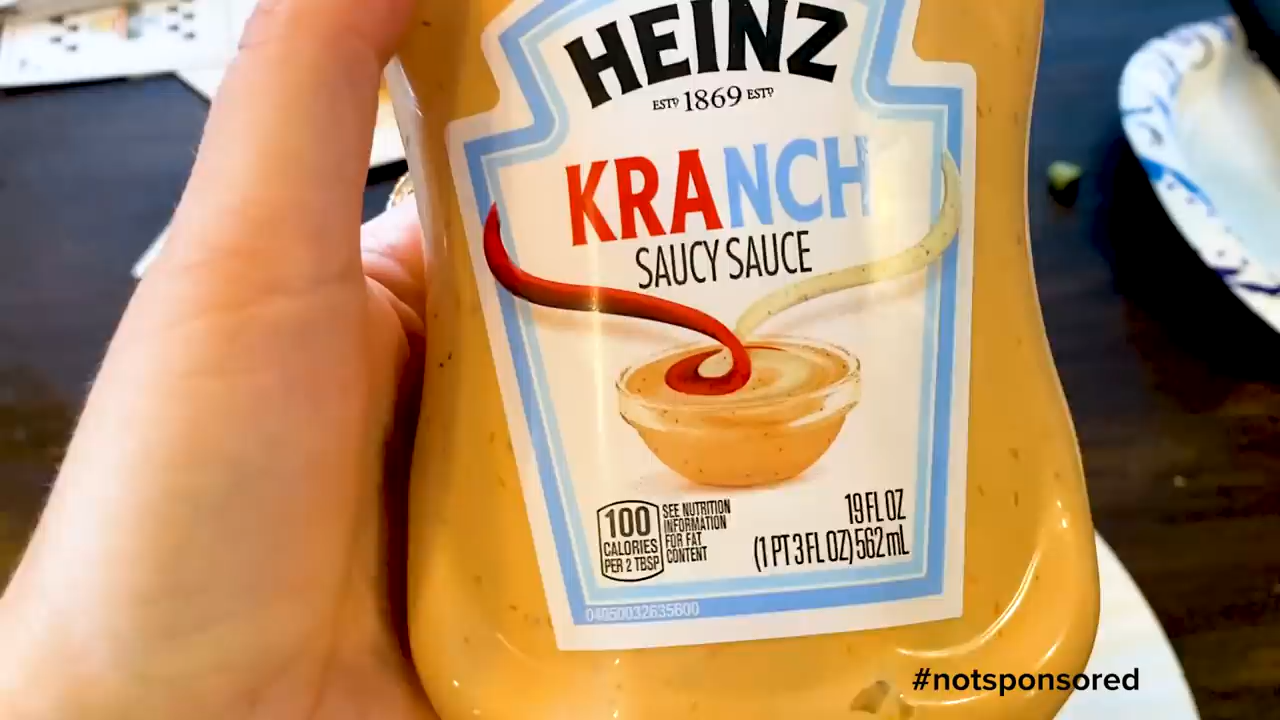 HEINZ
ESTD 1869 ESTD
KRANCH
SAUCY SAUCE
100
CALORIES
PER 2 TBSP
SEE NUTRITION
INFORMATION
FOR FAT
CONTENT
19 FL OZ
(1 PT 3 FL OZ) 562 mL
04050032635600
#notsponsored